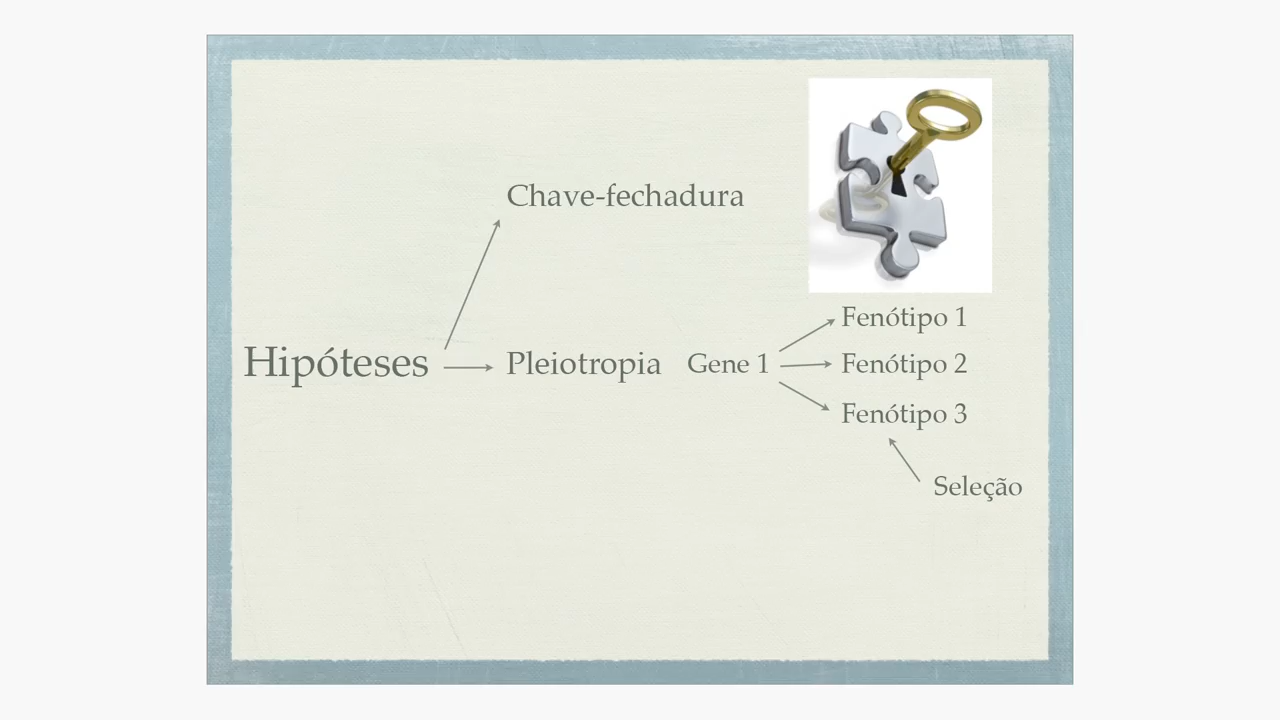 Chave-fechadura
Fenótipo 1
Hipóteses
Pleiotropia
Gene 1
Fenótipo 2
Fenótipo 3
Seleção